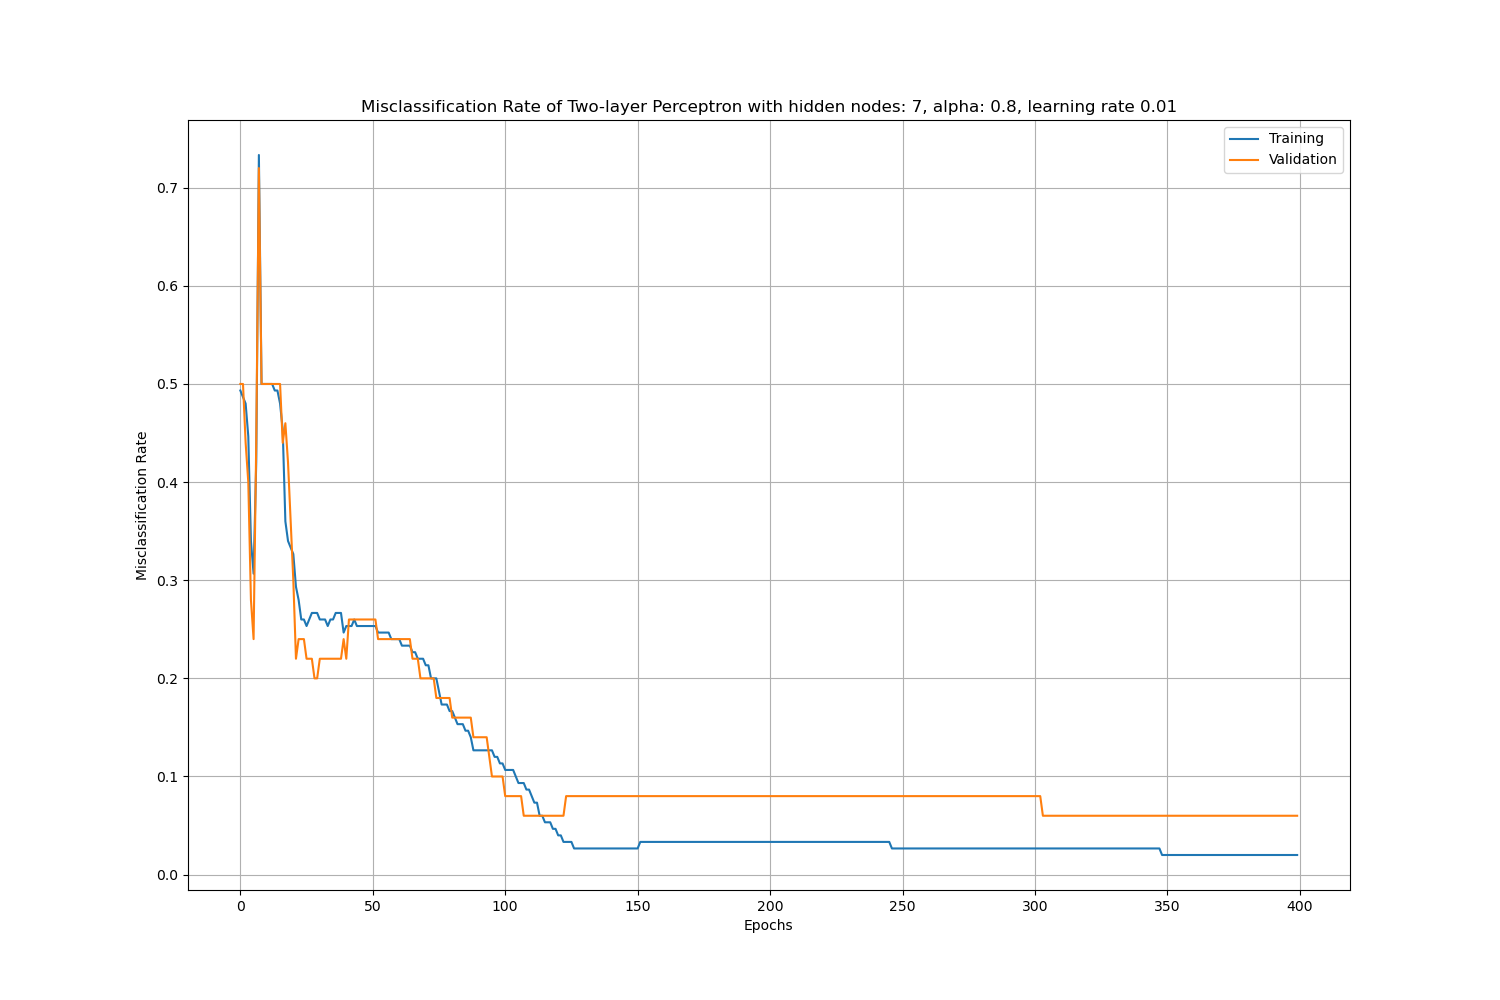 Misclassification Rate of Two-layer Perceptron with hidden nodes: 7, alpha: 0.8, learning rate 0.01
Training
Validation
0.7
0.6
0.5
0.4
0.3
0.2
0.1
0.0
Misclassification Rate
0 50 100 150 200 250 300 350 400
Epochs